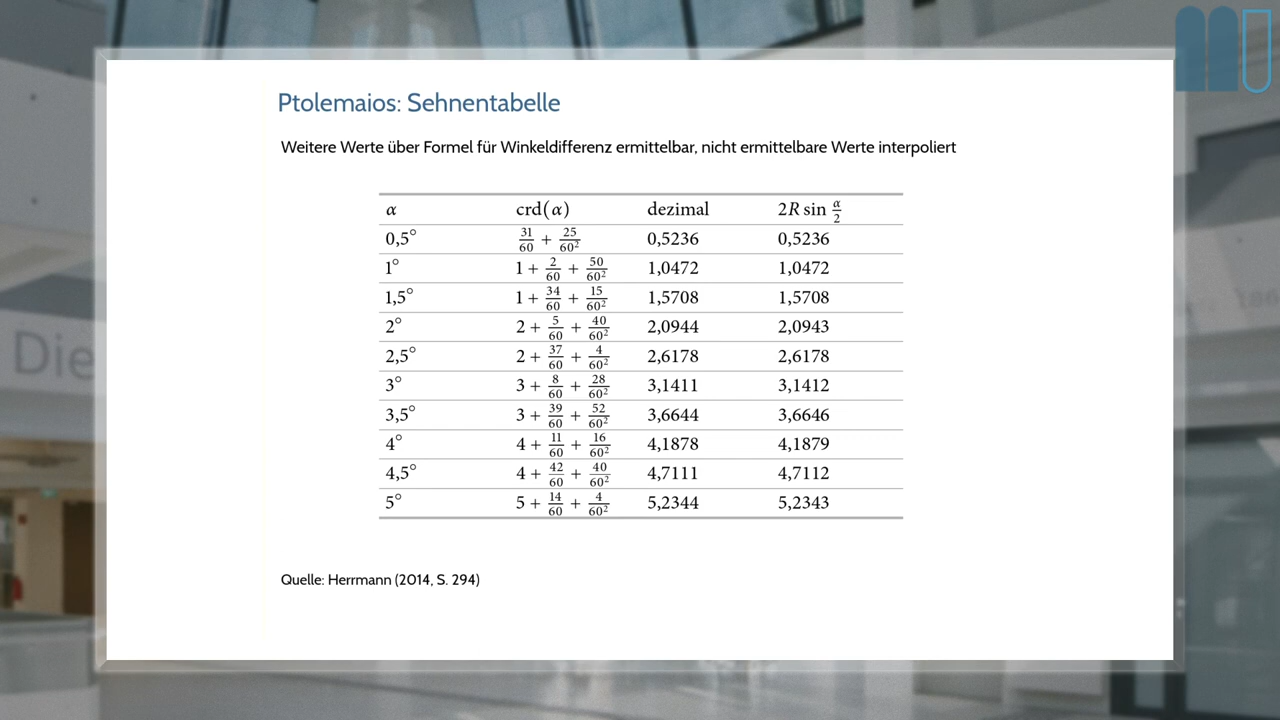 Ptolemaios: Sehnentabelle
Weitere Werte über Formel für Winkeldifferenz ermittelbar, nicht ermittelbare Werte interpoliert
α crd(α) dezimal 2R sin α/2
0,5° 31/60 + 25/60² 0,5236 0,5236
1° 1 + 2/60 + 50/60² 1,0472 1,0472
1,5° 1 + 34/60 + 15/60² 1,5708 1,5708
2° 2 + 5/60 + 40/60² 2,0944 2,0943
2,5° 2 + 37/60 + 4/60² 2,6178 2,6178
3° 3 + 8/60 + 28/60² 3,1411 3,1412
3,5° 3 + 39/60 + 52/60² 3,6644 3,6646
4° 4 + 11/60 + 16/60² 4,1878 4,1879
4,5° 4 + 42/60 + 40/60² 4,7111 4,7112
5° 5 + 14/60 + 4/60² 5,2344 5,2343
Quelle: Herrmann (2014, S. 294)
Die